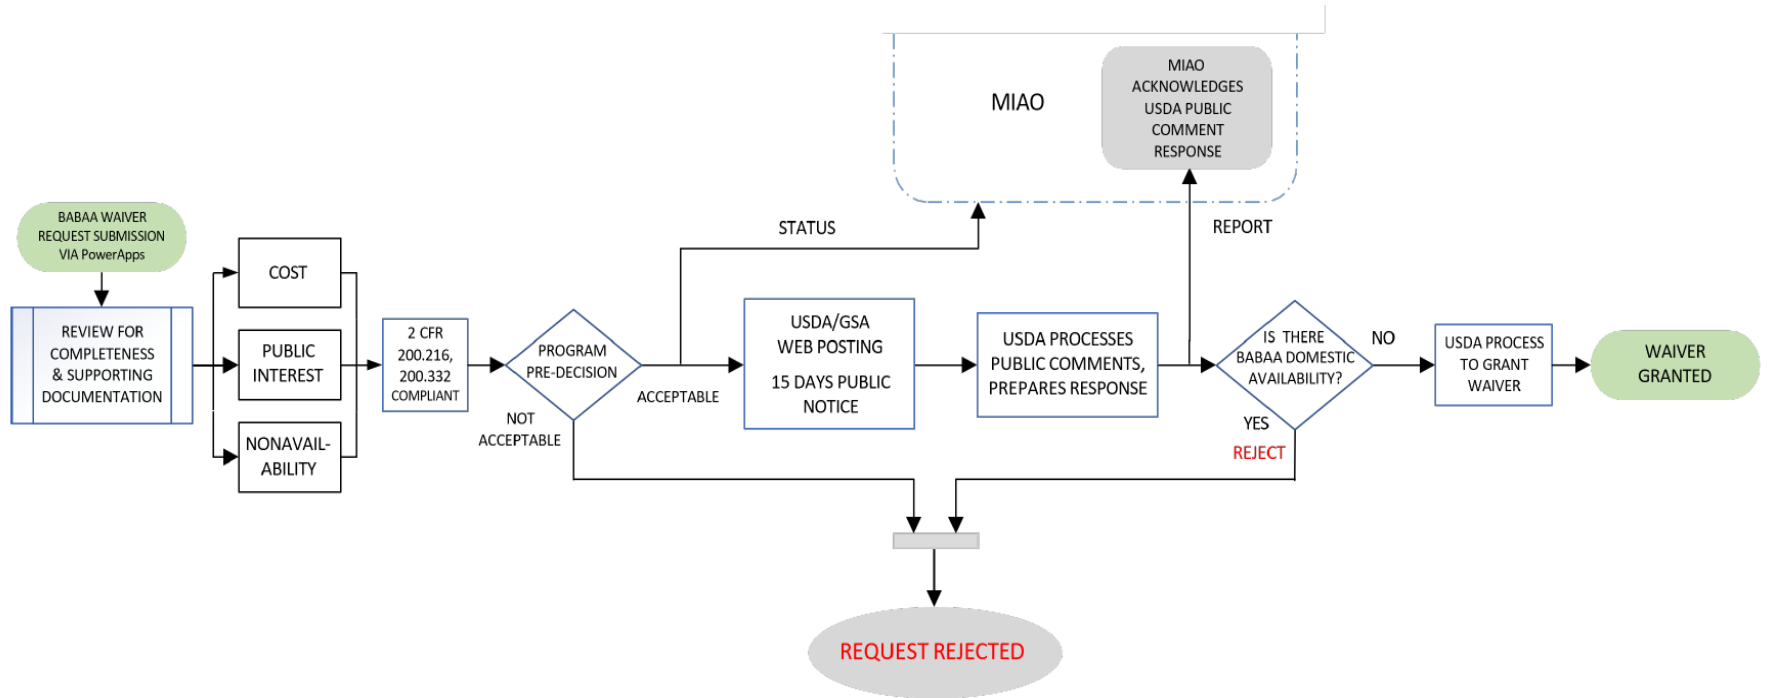 BABAA WAIVER
REQUEST SUBMISSION
VIA PowerApps
REVIEW FOR
COMPLETENESS
& SUPPORTING
DOCUMENTATION
COST
PUBLIC
INTEREST
NONAVAIL-
ABILITY
2 CFR
200.216,
200.332
COMPLIANT
PROGRAM
PRE-DECISION
NOT
ACCEPTABLE
ACCEPTABLE
STATUS
MIAO
MIAO
ACKNOWLEDGES
USDA PUBLIC
COMMENT
RESPONSE
REPORT
USDA/GSA
WEB POSTING
15 DAYS PUBLIC
NOTICE
USDA PROCESSES
PUBLIC COMMENTS,
PREPARES RESPONSE
IS THERE
BABAA DOMESTIC
AVAILABILITY?
NO
YES
REJECT
USDA PROCESS
TO GRANT
WAIVER
WAIVER
GRANTED
REQUEST REJECTED